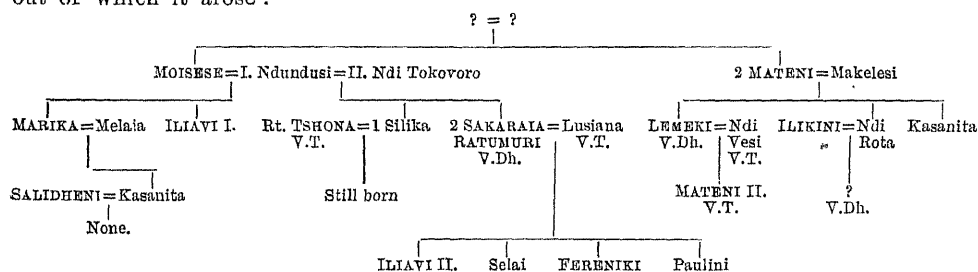 out of which it arose :
? = ?
MOISESE=I. Ndundusi=II. Ndi Tokovoro 2 MATENI=Makelesi
MARIKA=Melaia ILIAVI I. Rt. TSHONA=1 Silika 2 SAKARAIA=Lusiana LEMEKI=Ndi ILIKINI=Ndi Kasanita
V.T. RATUMURI V.T. V.Dh. Vesi Rota
V.Dh. V.T.
SALIDHENI=Kasanita Still born MATENI II. ?
V.T. V.Dh.
None.
ILIAVI II. Selai FERENIKI Paulini